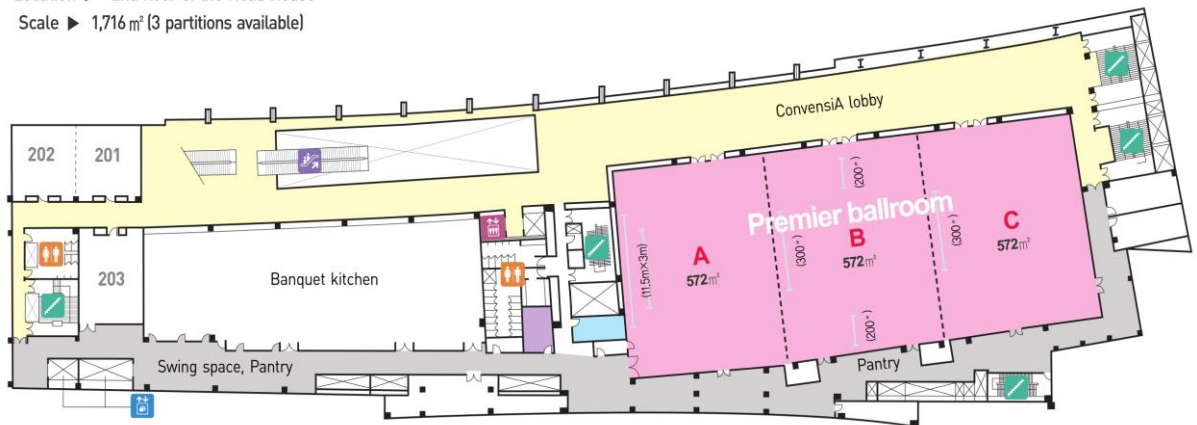 Scale ▶ 1,716㎡ (3 partitions available)
ConvensiA lobby
202
201
203
Banquet kitchen
Swing space, Pantry
Premier ballroom
A
572㎡
B
572㎡
C
572㎡
(11.5m×3m)
(300")
(200")
(200")
(300")
Pantry